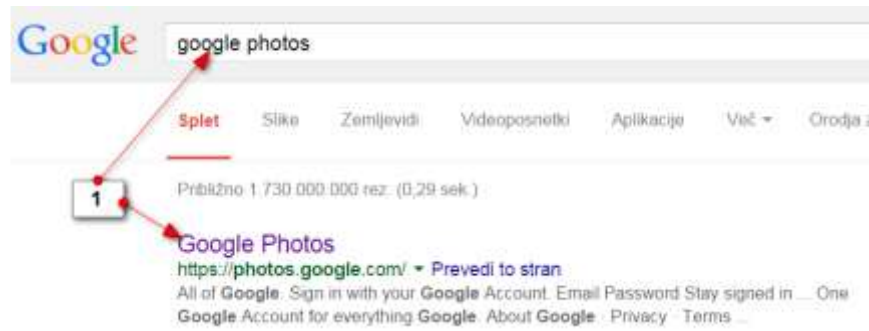 Google google photos
Splet Slike Zemljevidi Videoposnetki Aplikacije Več Orodja z
1
Približno 1.730.000.000 rez. (0,29 sek.)
Google Photos
https://photos.google.com/ Prevedi to stran
All of Google. Sign in with your Google Account. Email Password Stay signed in ... One
Google Account for everything Google. About Google · Privacy · Terms ...